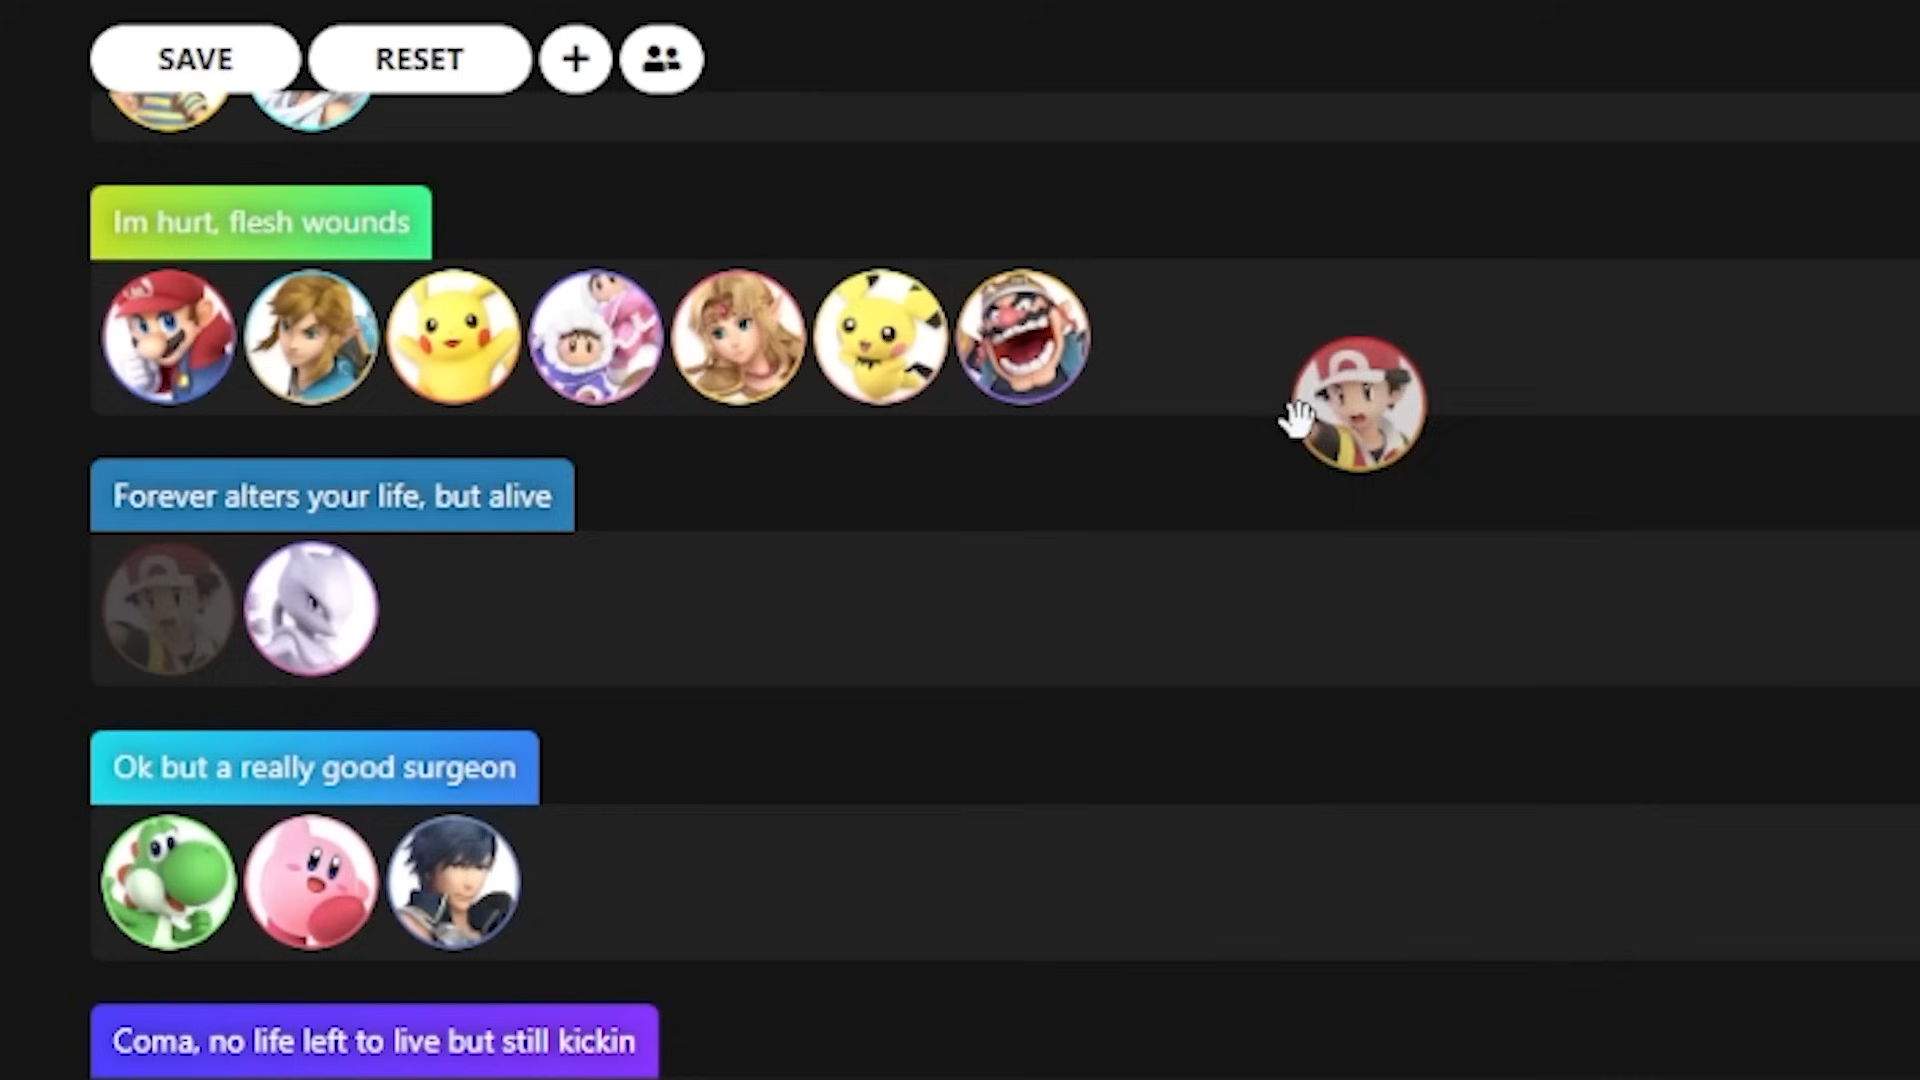 SAVE
RESET
Im hurt, flesh wounds
Forever alters your life, but alive
Ok but a really good surgeon
Coma, no life left to live but still kickin